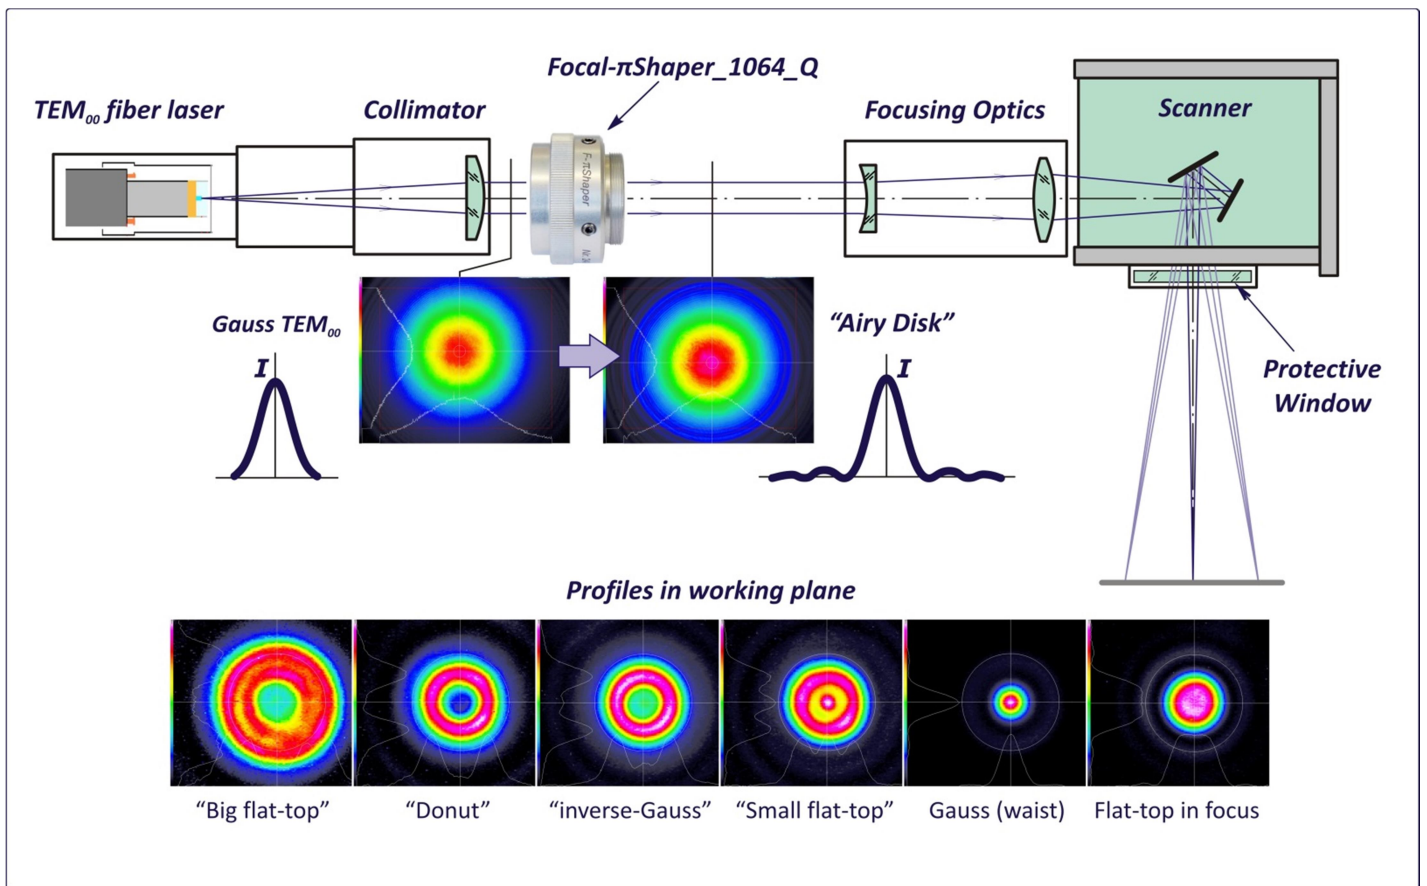 Focal-πShaper_1064_Q
TEM₀₀ fiber laser
Collimator
Focusing Optics
Scanner
F-πShaper
Gauss TEM₀₀
I
“Airy Disk”
I
Protective
Window
Profiles in working plane
“Big flat-top”
“Donut”
“inverse-Gauss”
“Small flat-top”
Gauss (waist)
Flat-top in focus